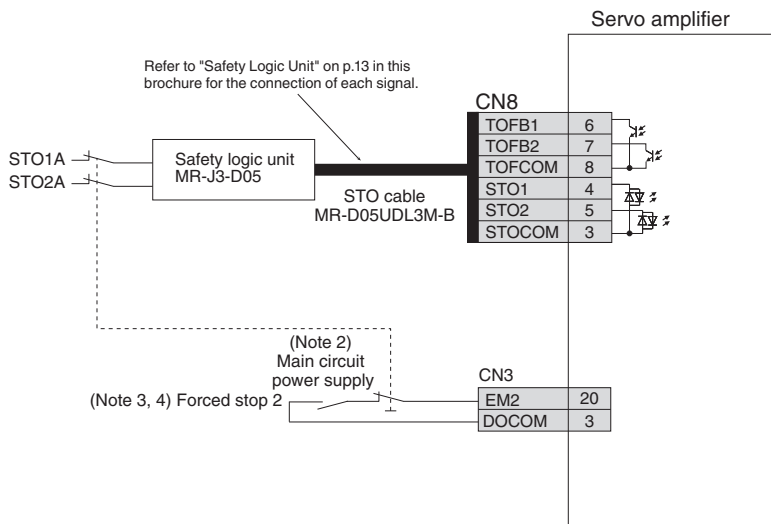 Servo amplifier
Refer to "Safety Logic Unit" on p.13 in this
brochure for the connection of each signal.
CN8
TOFB1 6
TOFB2 7
TOFCOM 8
STO1 4
STO2 5
STOCOM 3
STO1A
STO2A
Safety logic unit
MR-J3-D05
STO cable
MR-D05UDL3M-B
(Note 2)
Main circuit
power supply
(Note 3, 4) Forced stop 2
CN3
EM2 20
DOCOM 3